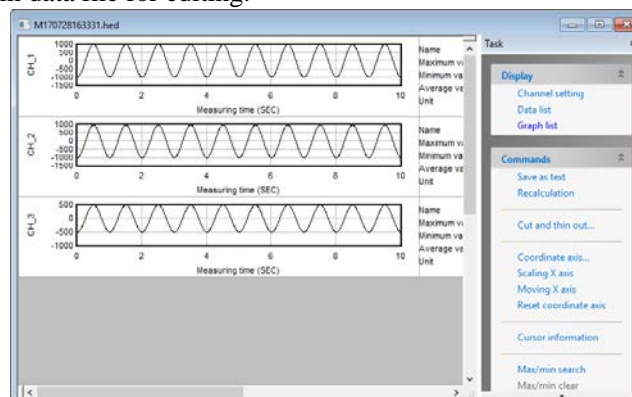 m data file for editing.
M170728163331.hed
CH_1
1000
500
0
-500
-1000
-1500
0 2 4 6 8 10
Measuring time (SEC)
Name
Maximum va
Minimum va
Average va
Unit
CH_2
1000
500
0
-500
-1000
-1500
0 2 4 6 8 10
Measuring time (SEC)
Name
Maximum va
Minimum va
Average va
Unit
CH_3
500
0
-500
-1000
0 2 4 6 8 10
Measuring time (SEC)
Name
Maximum va
Minimum va
Average va
Unit
Task
Display
Channel setting
Data list
Graph list
Commands
Save as text
Recalculation
Cut and thin out...
Coordinate axis...
Scaling X axis
Moving X axis
Reset coordinate axis
Cursor information
Max/min search
Max/min clear